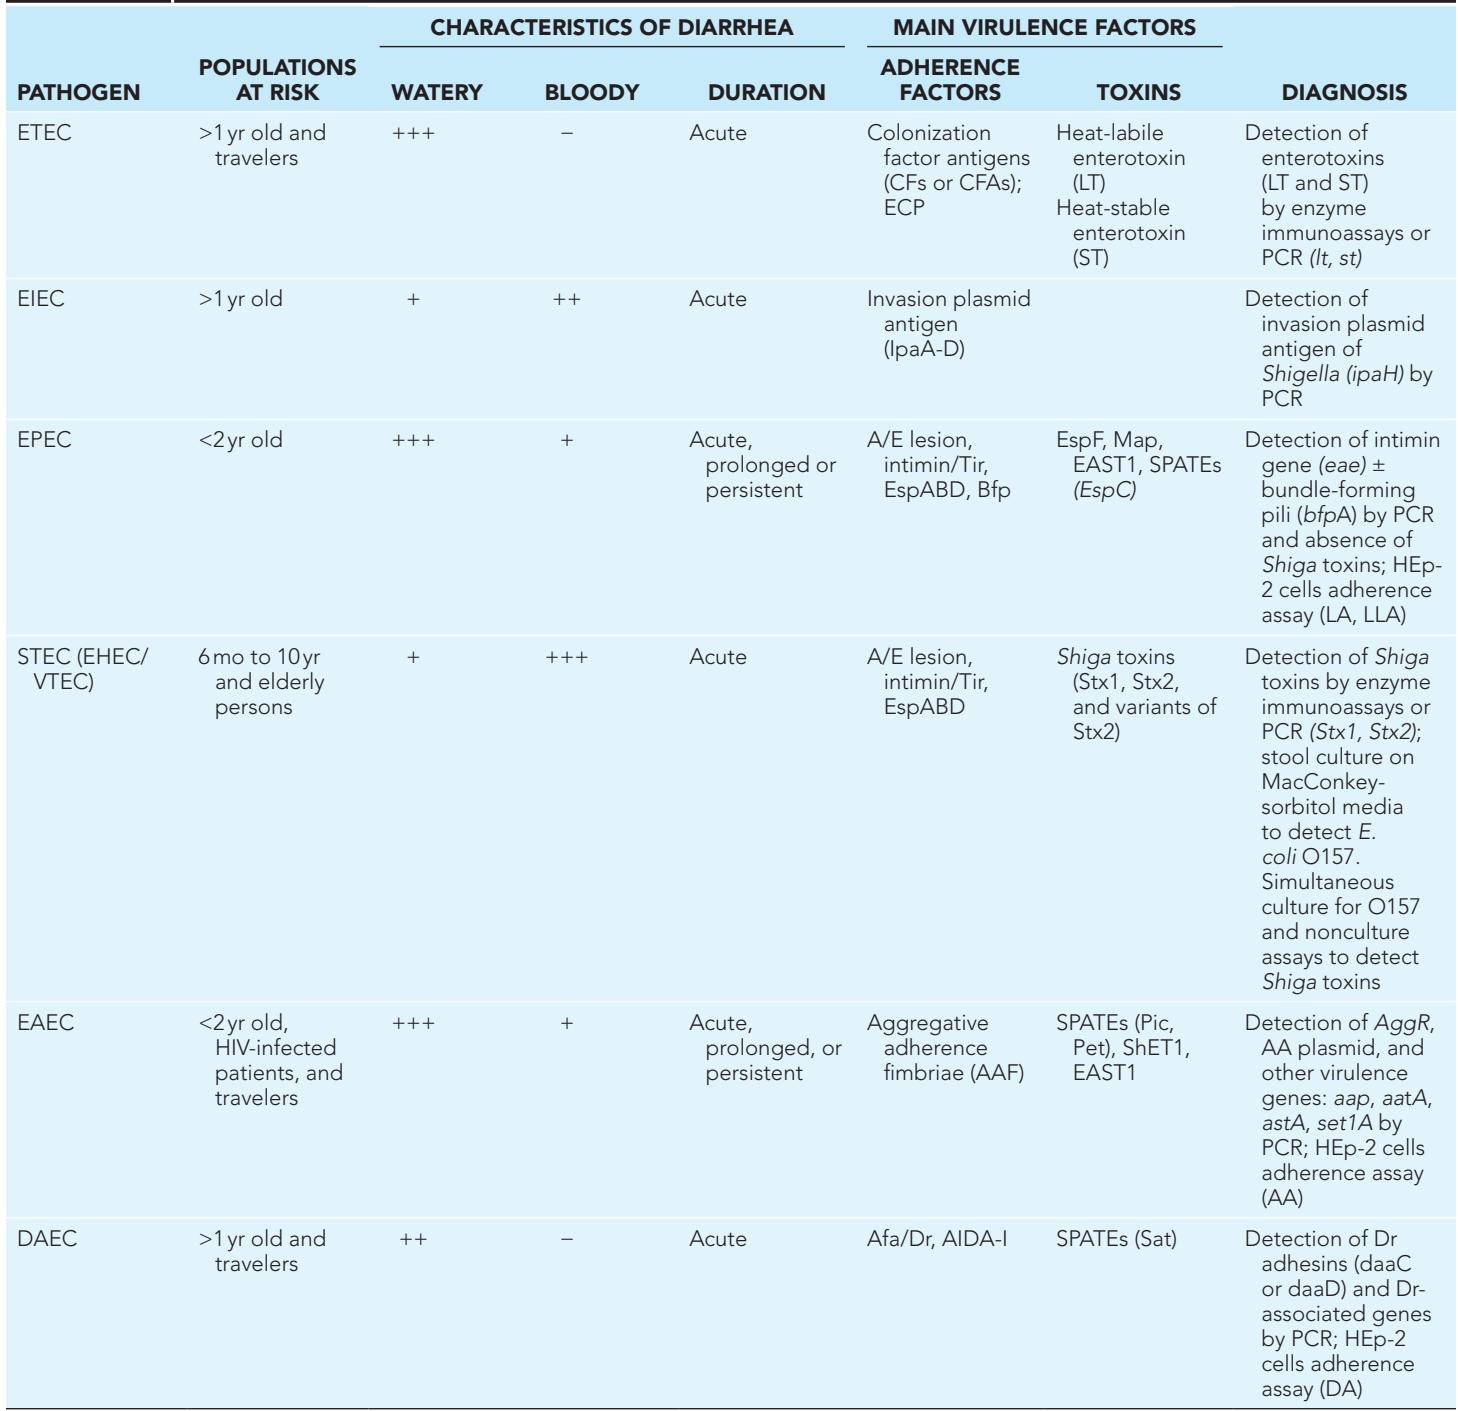 CHARACTERISTICS OF DIARRHEA
MAIN VIRULENCE FACTORS
PATHOGEN
POPULATIONS
AT RISK
WATERY
BLOODY
DURATION
ADHERENCE
FACTORS
TOXINS
DIAGNOSIS
ETEC
>1 yr old and
travelers
+++
−
Acute
Colonization
factor antigens
(CFs or CFAs);
ECP
Heat-labile
enterotoxin
(LT)
Heat-stable
enterotoxin
(ST)
Detection of
enterotoxins
(LT and ST)
by enzyme
immunoassays or
PCR (lt, st)
EIEC
>1 yr old
+
++
Acute
Invasion plasmid
antigen
(IpaA-D)
Detection of
invasion plasmid
antigen of
Shigella (ipaH) by
PCR
EPEC
<2 yr old
+++
+
Acute,
prolonged or
persistent
A/E lesion,
intimin/Tir,
EspABD, Bfp
EspF, Map,
EAST1, SPATEs
(EspC)
Detection of intimin
gene (eae) ±
bundle-forming
pili (bfpA) by PCR
and absence of
Shiga toxins; HEp-
2 cells adherence
assay (LA, LLA)
STEC (EHEC/
VTEC)
6 mo to 10 yr
and elderly
persons
+
+++
Acute
A/E lesion,
intimin/Tir,
EspABD
Shiga toxins
(Stx1, Stx2,
and variants of
Stx2)
Detection of Shiga
toxins by enzyme
immunoassays or
PCR (Stx1, Stx2);
stool culture on
MacConkey-
sorbitol media
to detect E.
coli O157.
Simultaneous
culture for O157
and nonculture
assays to detect
Shiga toxins
EAEC
<2 yr old,
HIV-infected
patients, and
travelers
+++
+
Acute,
prolonged, or
persistent
Aggregative
adherence
fimbriae (AAF)
SPATEs (Pic,
Pet), ShET1,
EAST1
Detection of AggR,
AA plasmid, and
other virulence
genes: aap, aatA,
astA, set1A by
PCR; HEp-2 cells
adherence assay
(AA)
DAEC
>1 yr old and
travelers
++
−
Acute
Afa/Dr, AIDA-I
SPATEs (Sat)
Detection of Dr
adhesins (daaC
or daaD) and Dr-
associated genes
by PCR; HEp-2
cells adherence
assay (DA)